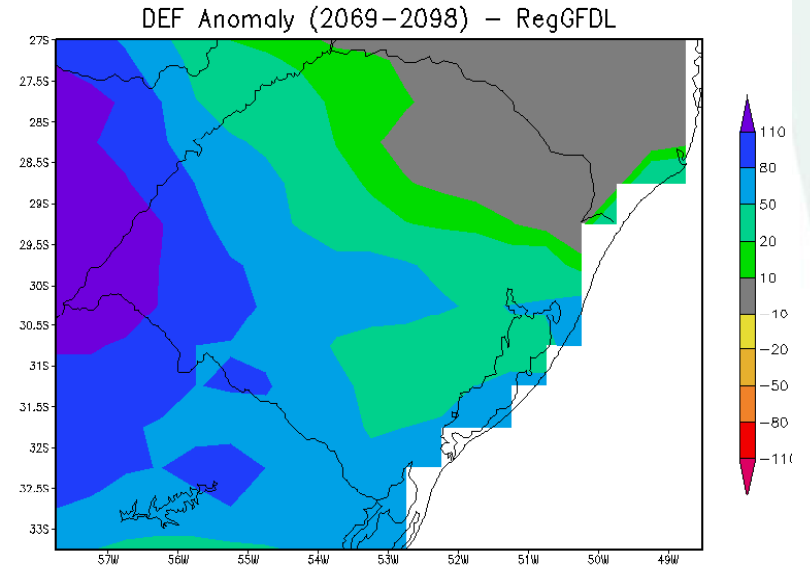 DEF Anomaly (2069-2098) - RegGFDL
27S
27.5S
28S
28.5S
29S
29.5S
30S
30.5S
31S
31.5S
32S
32.5S
33S
57W 56W 55W 54W 53W 52W 51W 50W 49W
110
80
50
20
10
-10
-20
-50
-80
-110